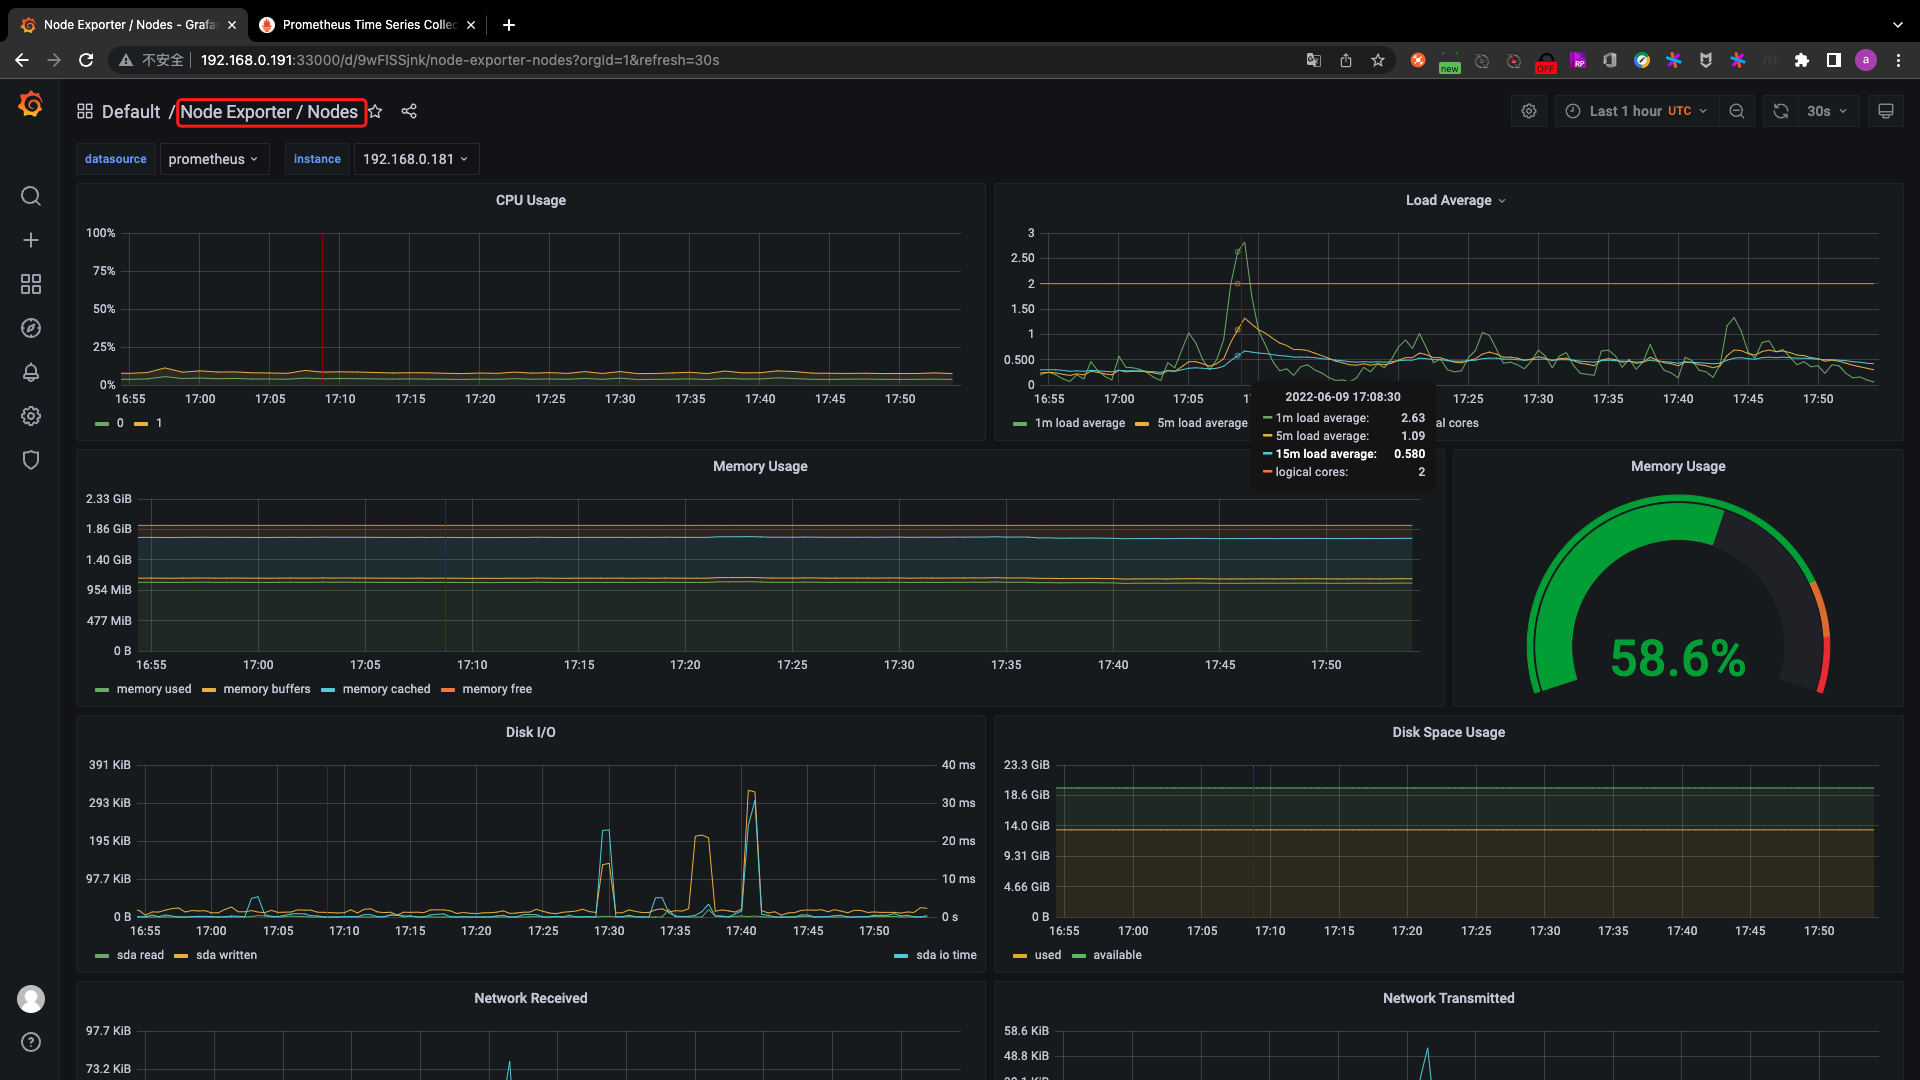 Node Exporter / Nodes - Grafa
Prometheus Time Series Collec
不安全
192.168.0.191:33000/d/9wFISSjnk/node-exporter-nodes?orgId=1&refresh=30s
new
OFF
RP
a
Default / Node Exporter / Nodes
Last 1 hour UTC
30s
datasource prometheus instance 192.168.0.181
CPU Usage
100%
75%
50%
25%
0%
16:55 17:00 17:05 17:10 17:15 17:20 17:25 17:30 17:35 17:40 17:45 17:50
0 1
Load Average
3
2.50
2
1.50
1
0.500
0
16:55 17:00 17:05 17:25 17:30 17:35 17:40 17:45 17:50
1m load average 5m load average al cores
2022-06-09 17:08:30
1m load average: 2.63
5m load average: 1.09
15m load average: 0.580
logical cores: 2
Memory Usage
2.33 GiB
1.86 GiB
1.40 GiB
954 MiB
477 MiB
0 B
16:55 17:00 17:05 17:10 17:15 17:20 17:25 17:30 17:35 17:40 17:45 17:50
memory used memory buffers memory cached memory free
Memory Usage
58.6%
Disk I/O
391 KiB
293 KiB
195 KiB
97.7 KiB
0 B
40 ms
30 ms
20 ms
10 ms
0 s
16:55 17:00 17:05 17:10 17:15 17:20 17:25 17:30 17:35 17:40 17:45 17:50
sda read sda written sda io time
Disk Space Usage
23.3 GiB
18.6 GiB
14.0 GiB
9.31 GiB
4.66 GiB
0 B
16:55 17:00 17:05 17:10 17:15 17:20 17:25 17:30 17:35 17:40 17:45 17:50
used available
Network Received
97.7 KiB
73.2 KiB
Network Transmitted
58.6 KiB
48.8 KiB